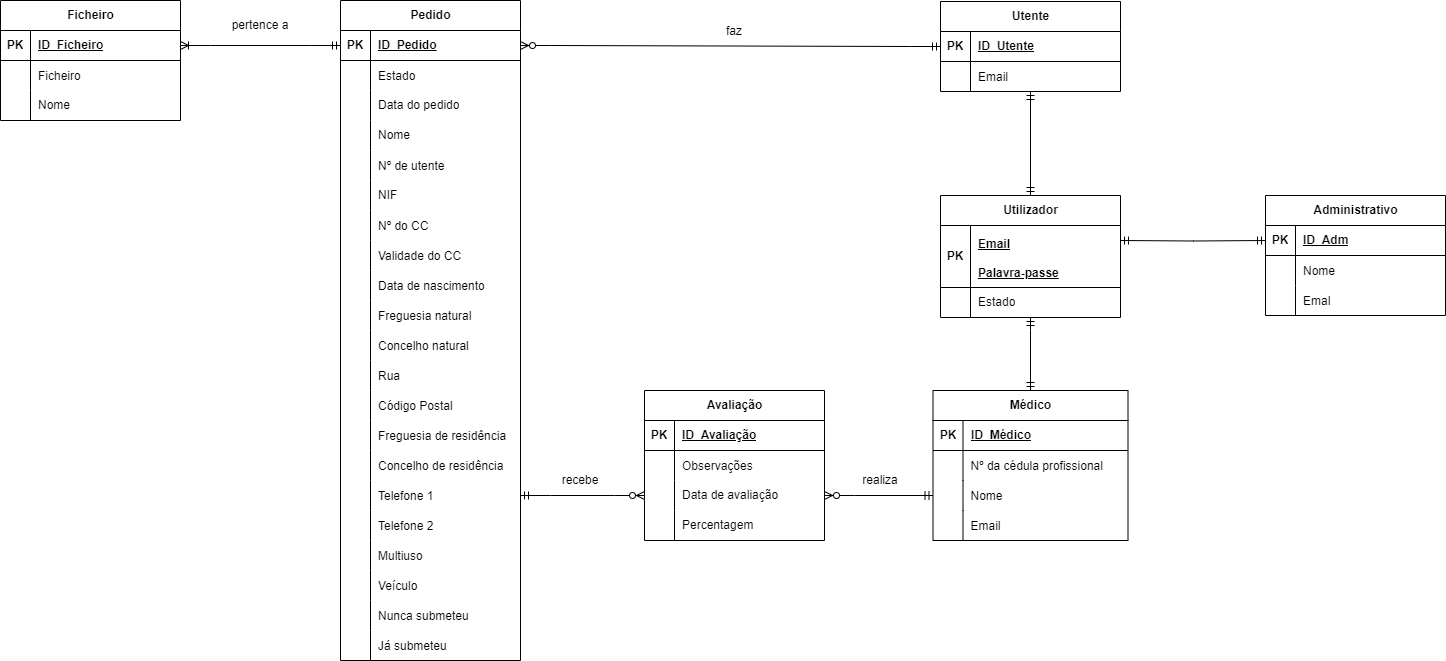 Ficheiro
PK
ID_Ficheiro
Ficheiro
Nome
pertence a
Pedido
PK
ID_Pedido
Estado
Data do pedido
Nome
Nº de utente
NIF
Nº do CC
Validade do CC
Data de nascimento
Freguesia natural
Concelho natural
Rua
Código Postal
Freguesia de residência
Concelho de residência
Telefone 1
Telefone 2
Multiuso
Veículo
Nunca submeteu
Já submeteu
faz
Utente
PK
ID_Utente
Email
Utilizador
PK
Email
Palavra-passe
Estado
Administrativo
PK
ID_Adm
Nome
Emal
recebe
Avaliação
PK
ID_Avaliação
Observações
Data de avaliação
Percentagem
realiza
Médico
PK
ID_Médico
Nº da cédula profissional
Nome
Email